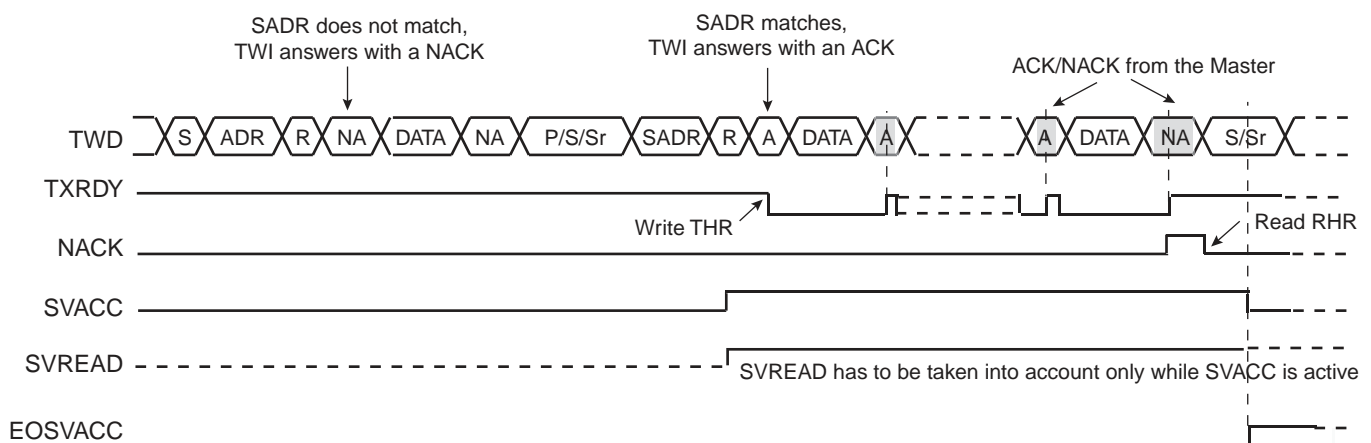 SADR does not match,
TWI answers with a NACK
SADR matches,
TWI answers with an ACK
ACK/NACK from the Master
TWD S ADR R NA DATA NA P/S/Sr SADR R A DATA A A DATA NA S/Sr
TXRDY
Write THR
Read RHR
NACK
SVACC
SVREAD
SVREAD has to be taken into account only while SVACC is active
EOSVACC